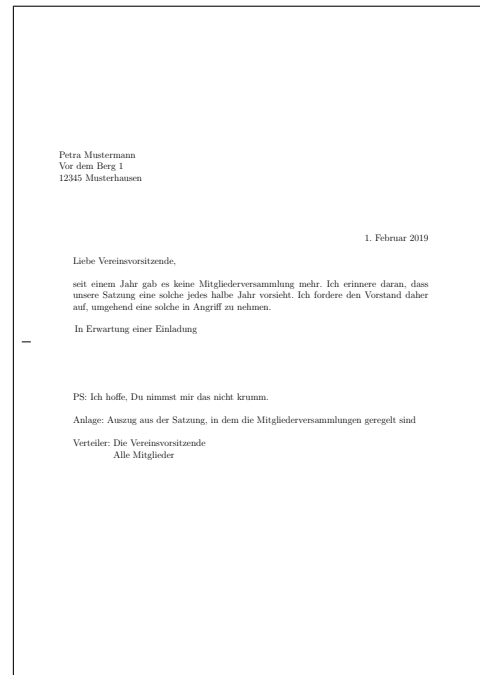 Petra Mustermann
Vor dem Berg 1
12345 Musterhausen
1. Februar 2019
Liebe Vereinsvorsitzende,
seit einem Jahr gab es keine Mitgliederversammlung mehr. Ich erinnere daran, dass
unsere Satzung eine solche jedes halbe Jahr vorsieht. Ich fordere den Vorstand daher
auf, umgehend eine solche in Angriff zu nehmen.
In Erwartung einer Einladung
PS: Ich hoffe, Du nimmst mir das nicht krumm.
Anlage: Auszug aus der Satzung, in dem die Mitgliederversammlungen geregelt sind
Verteiler: Die Vereinsvorsitzende
Alle Mitglieder